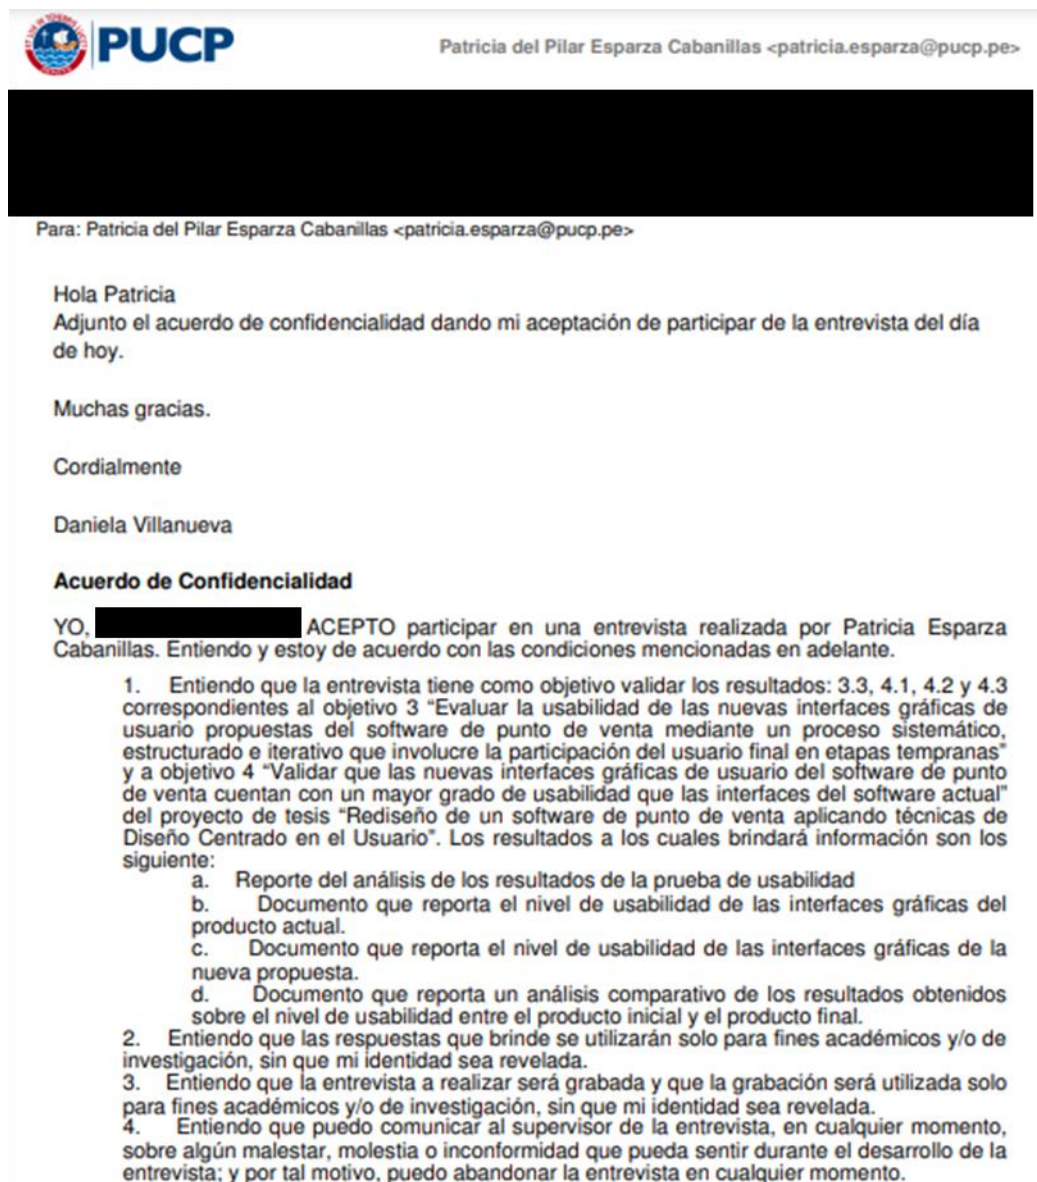 PUCP
Patricia del Pilar Esparza Cabanillas <patricia.esparza@pucp.pe>
Para: Patricia del Pilar Esparza Cabanillas <patricia.esparza@pucp.pe>
Hola Patricia
Adjunto el acuerdo de confidencialidad dando mi aceptación de participar de la entrevista del día
de hoy.
Muchas gracias.
Cordialmente
Daniela Villanueva
Acuerdo de Confidencialidad
YO, ACEPTO participar en una entrevista realizada por Patricia Esparza
Cabanillas. Entiendo y estoy de acuerdo con las condiciones mencionadas en adelante.
1. Entiendo que la entrevista tiene como objetivo validar los resultados: 3.3, 4.1, 4.2 y 4.3
correspondientes al objetivo 3 “Evaluar la usabilidad de las nuevas interfaces gráficas de
usuario propuestas del software de punto de venta mediante un proceso sistemático,
estructurado e iterativo que involucre la participación del usuario final en etapas tempranas”
y a objetivo 4 “Validar que las nuevas interfaces gráficas de usuario del software de punto
de venta cuentan con un mayor grado de usabilidad que las interfaces del software actual”
del proyecto de tesis “Rediseño de un software de punto de venta aplicando técnicas de
Diseño Centrado en el Usuario”. Los resultados a los cuales brindará información son los
siguiente:
a. Reporte del análisis de los resultados de la prueba de usabilidad
b. Documento que reporta el nivel de usabilidad de las interfaces gráficas del
producto actual.
c. Documento que reporta el nivel de usabilidad de las interfaces gráficas de la
nueva propuesta.
d. Documento que reporta un análisis comparativo de los resultados obtenidos
sobre el nivel de usabilidad entre el producto inicial y el producto final.
2. Entiendo que las respuestas que brinde se utilizarán solo para fines académicos y/o de
investigación, sin que mi identidad sea revelada.
3. Entiendo que la entrevista a realizar será grabada y que la grabación será utilizada solo
para fines académicos y/o de investigación, sin que mi identidad sea revelada.
4. Entiendo que puedo comunicar al supervisor de la entrevista, en cualquier momento,
sobre algún malestar, molestia o inconformidad que pueda sentir durante el desarrollo de la
entrevista; y por tal motivo, puedo abandonar la entrevista en cualquier momento.